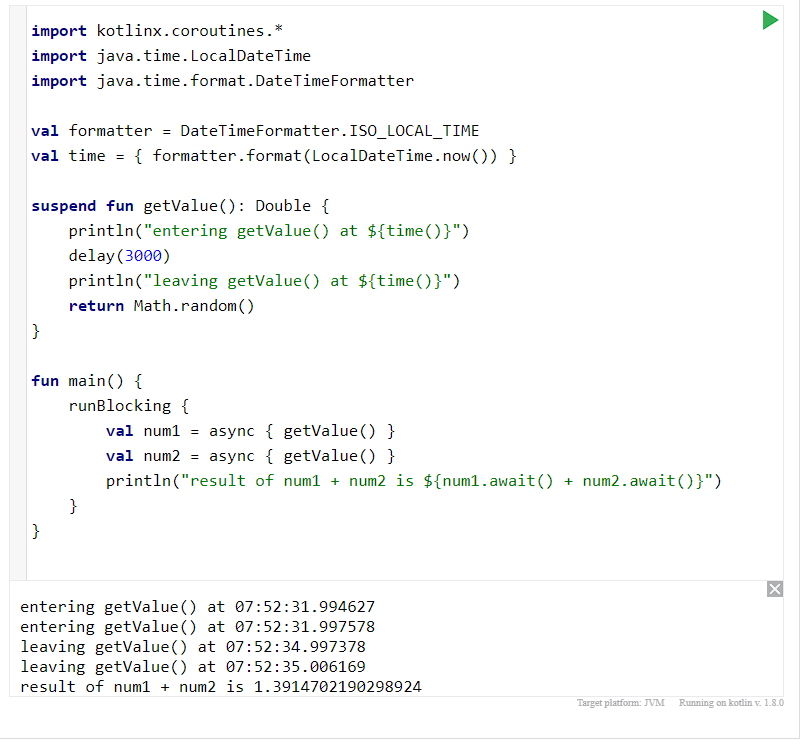 import kotlinx.coroutines.*
import java.time.LocalDateTime
import java.time.format.DateTimeFormatter

val formatter = DateTimeFormatter.ISO_LOCAL_TIME
val time = { formatter.format(LocalDateTime.now()) }

suspend fun getValue(): Double {
    println("entering getValue() at ${time()}")
    delay(3000)
    println("leaving getValue() at ${time()}")
    return Math.random()
}

fun main() {
    runBlocking {
        val num1 = async { getValue() }
        val num2 = async { getValue() }
        println("result of num1 + num2 is ${num1.await() + num2.await()}")
    }
}

entering getValue() at 07:52:31.994627
entering getValue() at 07:52:31.997578
leaving getValue() at 07:52:34.997378
leaving getValue() at 07:52:35.006169
result of num1 + num2 is 1.3914702190298924
Target platform: JVM Running on kotlin v. 1.8.0